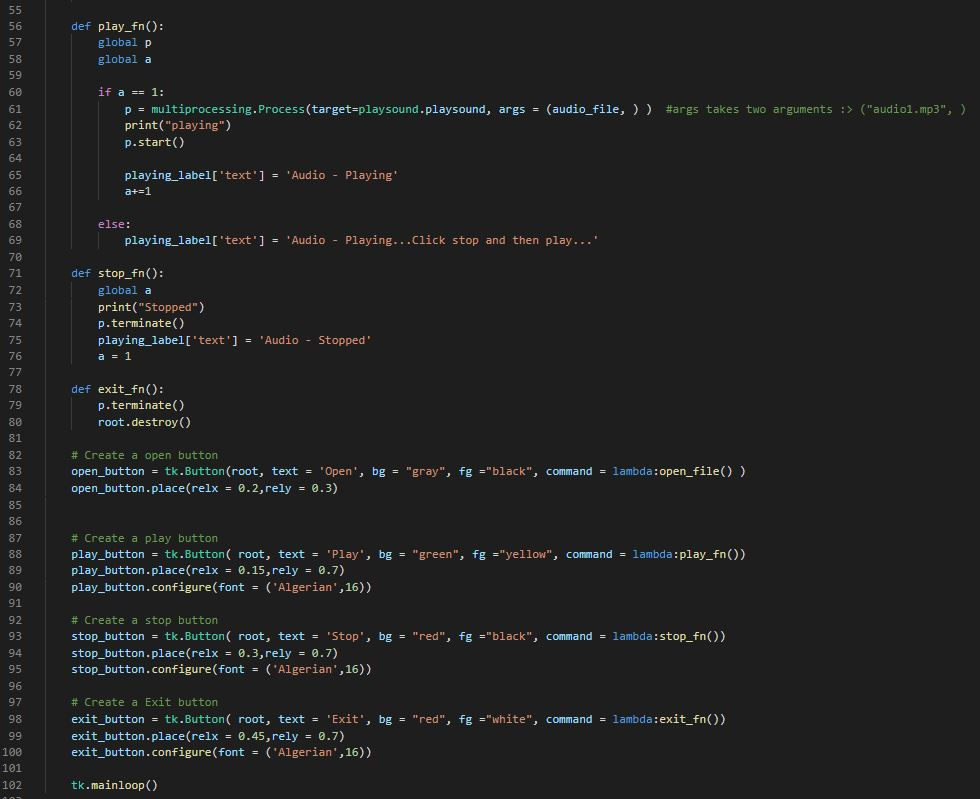 55
56 def play_fn():
57 global p
58 global a
59
60 if a == 1:
61 p = multiprocessing.Process(target=playsound.playsound, args = (audio_file, ) ) #args takes two arguments :> ("audio1.mp3", )
62 print("playing")
63 p.start()
64
65 playing_label['text'] = 'Audio - Playing'
66 a+=1
67
68 else:
69 playing_label['text'] = 'Audio - Playing...Click stop and then play...'
70
71 def stop_fn():
72 global a
73 print("Stopped")
74 p.terminate()
75 playing_label['text'] = 'Audio - Stopped'
76 a = 1
77
78 def exit_fn():
79 p.terminate()
80 root.destroy()
81
82 # Create a open button
83 open_button = tk.Button(root, text = 'Open', bg = "gray", fg ="black", command = lambda:open_file() )
84 open_button.place(relx = 0.2,rely = 0.3)
85
86
87 # Create a play button
88 play_button = tk.Button( root, text = 'Play', bg = "green", fg ="yellow", command = lambda:play_fn())
89 play_button.place(relx = 0.15,rely = 0.7)
90 play_button.configure(font = ('Algerian',16))
91
92 # Create a stop button
93 stop_button = tk.Button( root, text = 'Stop', bg = "red", fg ="black", command = lambda:stop_fn())
94 stop_button.place(relx = 0.3,rely = 0.7)
95 stop_button.configure(font = ('Algerian',16))
96
97 # Create a Exit button
98 exit_button = tk.Button( root, text = 'Exit', bg = "red", fg ="white", command = lambda:exit_fn())
99 exit_button.place(relx = 0.45,rely = 0.7)
100 exit_button.configure(font = ('Algerian',16))
101
102 tk.mainloop()